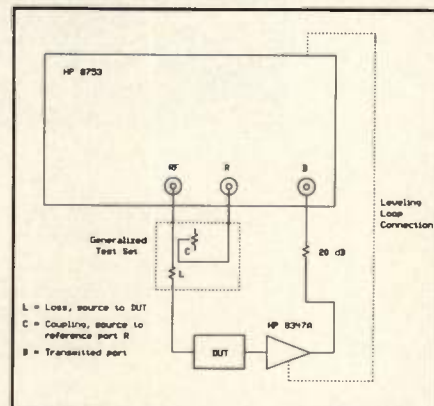 HP 8753
RF
R
B
Generalized
Test Set
C
L
Leveling
Loop
Connection
20 dB
L = Loss, source to DUT
C = Coupling, source to
reference port R
B = Transmitted port
DUT
HP 8347A